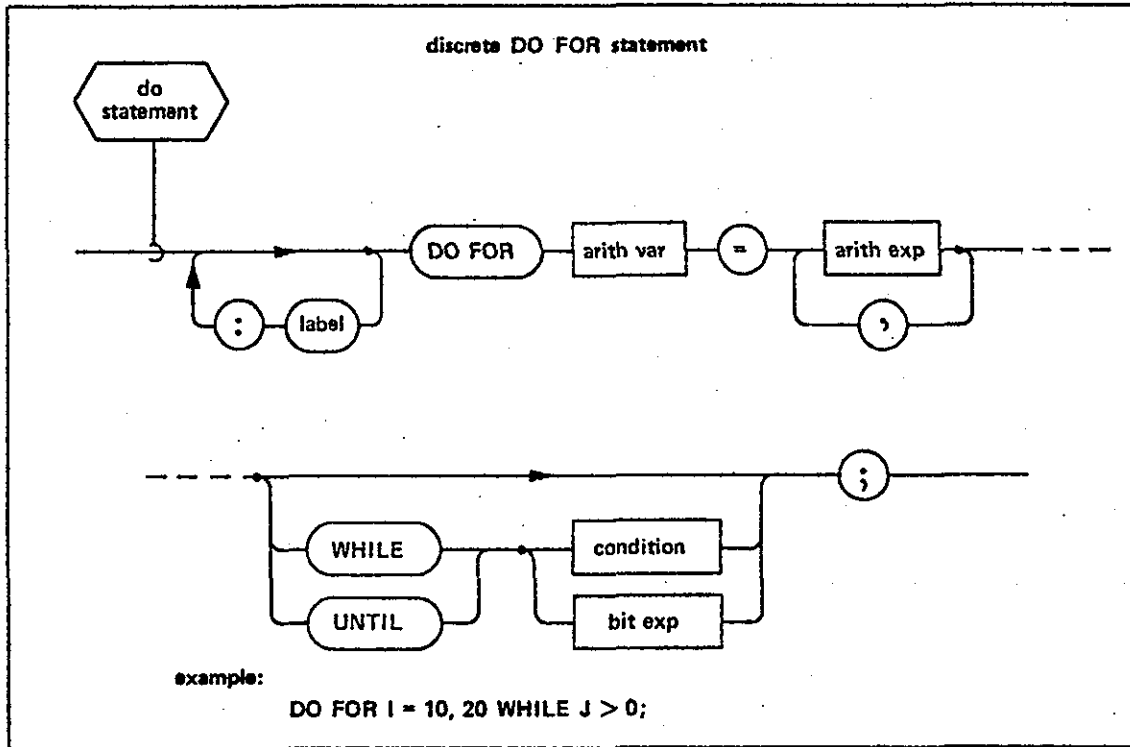 discrete DO FOR statement
do
statement
DO FOR
arith var
=
arith exp
:
label
,
;
WHILE
condition
UNTIL
bit exp
example:
DO FOR I = 10, 20 WHILE J > 0;